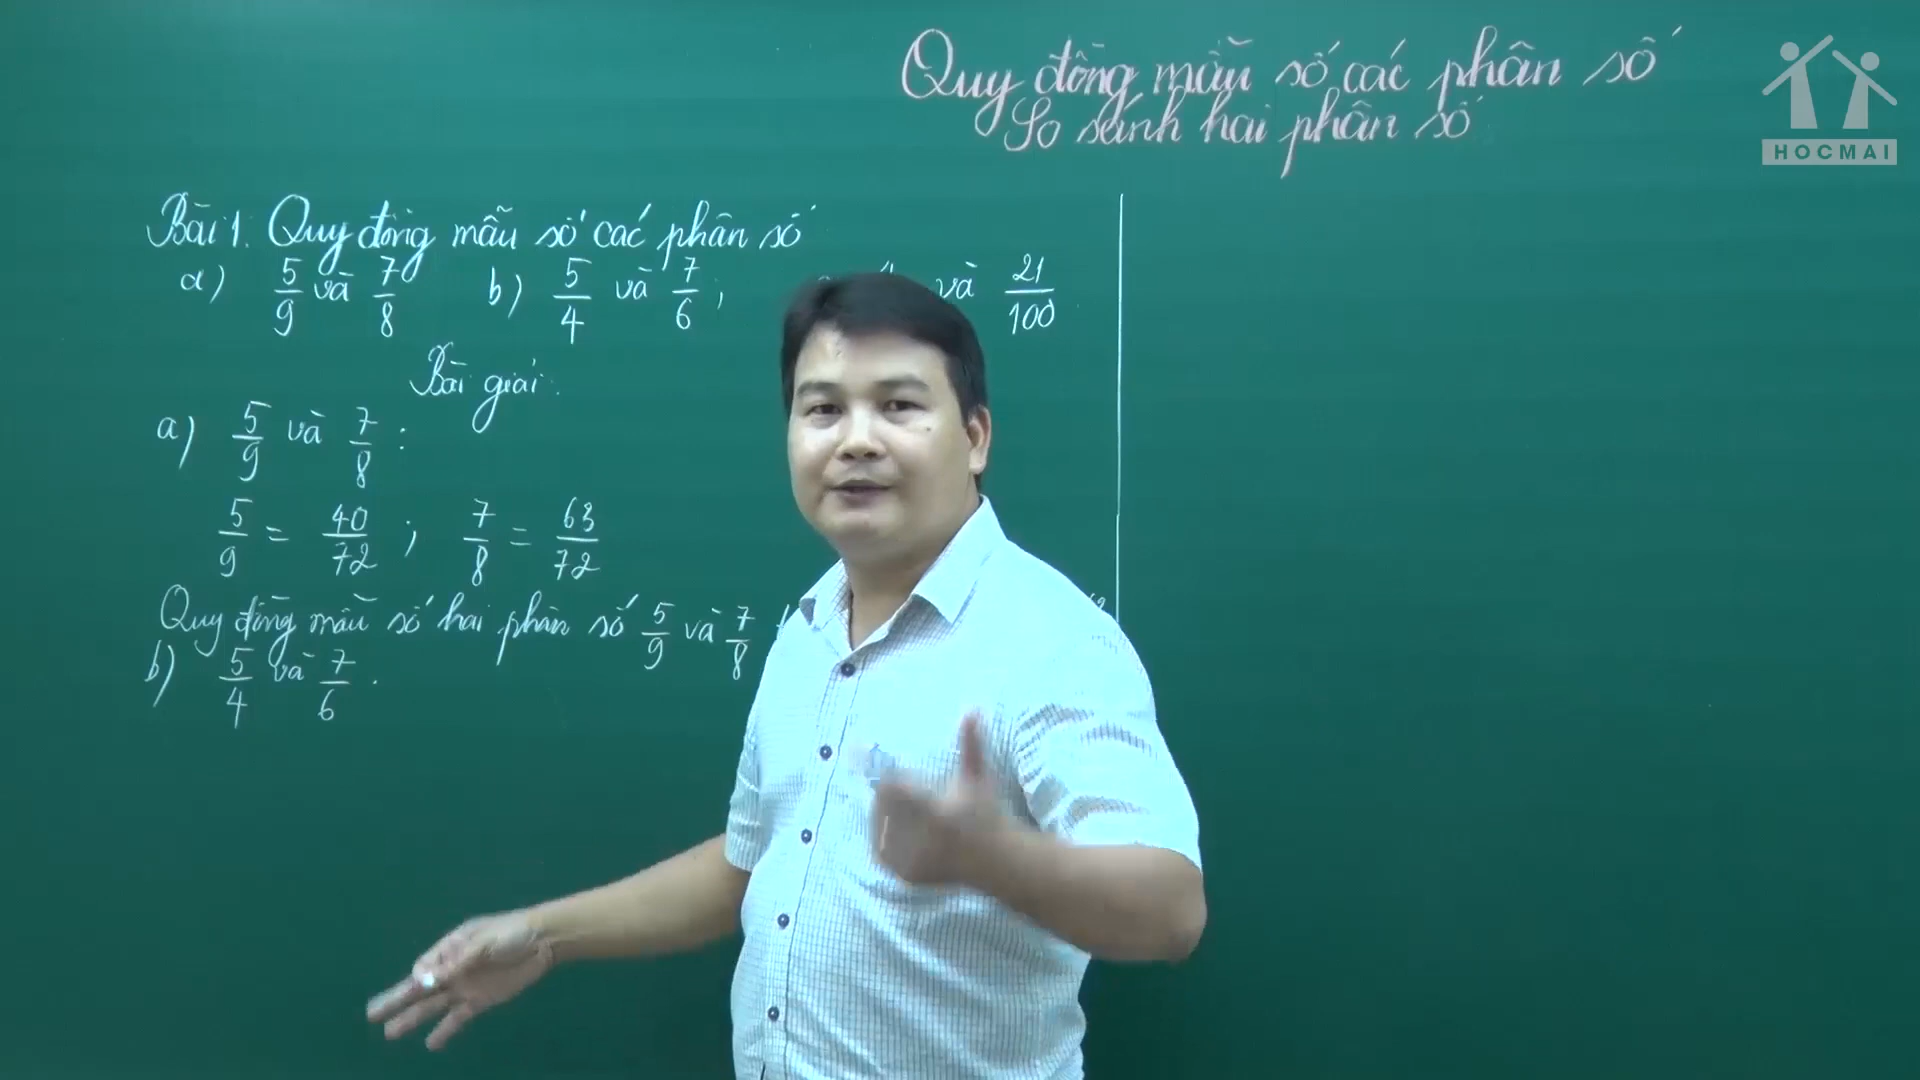 Quy đồng mẫu số các phân số
So sánh hai phân số
HOCMAI
Bài 1: Quy đồng mẫu số các phân số
a) 5/9 và 7/8 b) 5/4 và 7/6 ; và 21/100
Bài giải:
a) 5/9 và 7/8 :
5/9 = 40/72 ; 7/8 = 63/72
Quy đồng mẫu số hai phân số 5/9 và 7/8
b) 5/4 và 7/6 .